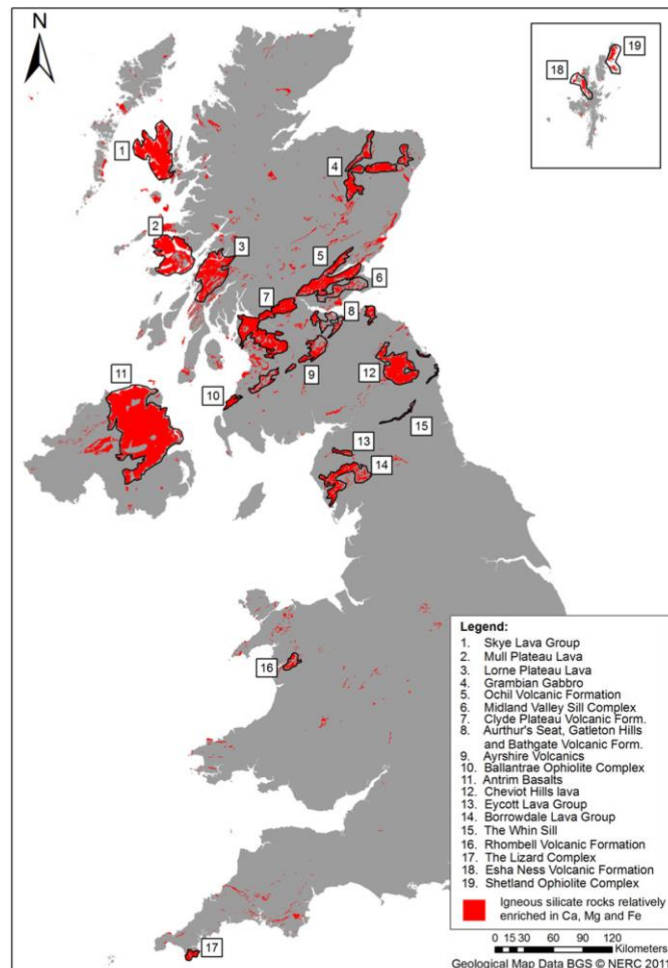 N
19
18
1
4
2
3
5
6
7
8
9
12
11
10
15
13
14
16
17
Legend:
1. Skye Lava Group
2. Mull Plateau Lava
3. Lorne Plateau Lava
4. Grambian Gabbro
5. Ochil Volcanic Formation
6. Midland Valley Sill Complex
7. Clyde Plateau Volcanic Form.
8. Aurthur's Seat, Gatleton Hills
and Bathgate Volcanic Form.
9. Ayrshire Volcanics
10. Ballantrae Ophiolite Complex
11. Antrim Basalts
12. Cheviot Hills lava
13. Eycott Lava Group
14. Borrowdale Lava Group
15. The Whin Sill
16. Rhombell Volcanic Formation
17. The Lizard Complex
18. Esha Ness Volcanic Formation
19. Shetland Ophiolite Complex
Igneous silicate rocks relatively
enriched in Ca, Mg and Fe
0 15 30 60 90 120
Kilometers
Geological Map Data BGS © NERC 2011